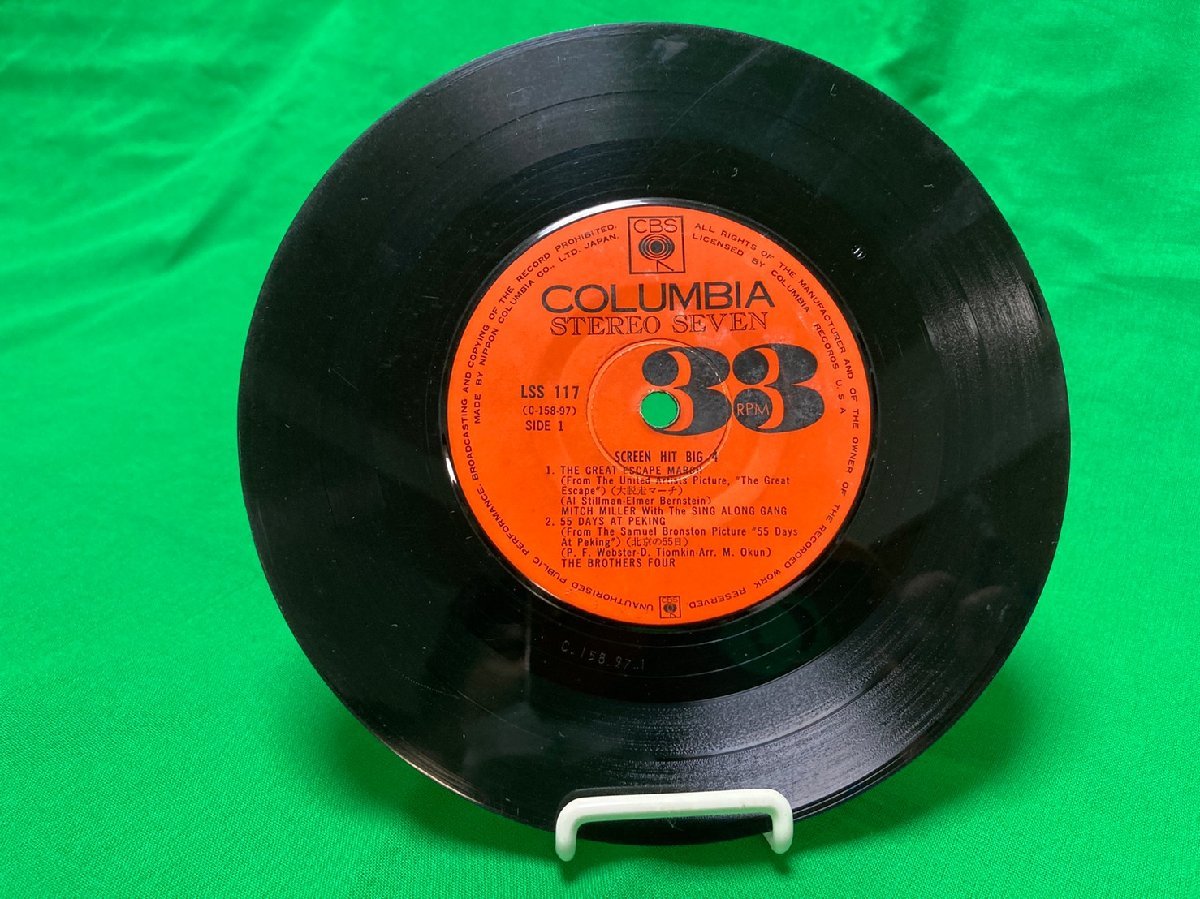 CBS
COLUMBIA
STEREO SEVEN
33
RPM
LSS 117
(C-158-97)
SIDE 1
SCREEN HIT BIG-4
1. THE GREAT ESCAPE MARCH
(From The United Artists Picture, "The Great
Escape") (大脱走マーチ)
(Al Stillman-Elmer Bernstein)
MITCH MILLER With The SING ALONG GANG
2. 55 DAYS AT PEKING
(From The Samuel Bronston Picture "55 Days
At Peking") (北京の55日)
(P. F. Webster-D. Tiomkin-Arr. M. Okun)
THE BROTHERS FOUR
UNAUTHORISED PUBLIC PERFORMANCE, BROADCASTING AND COPYING OF THE RECORD PROHIBITED.
MADE BY NIPPON COLUMBIA CO., LTD. JAPAN.
ALL RIGHTS OF THE MANUFACTURER AND OF THE OWNER OF THE RECORDED WORK RESERVED
LICENSED BY COLUMBIA RECORDS U.S.A
CBS
C-158.97-1